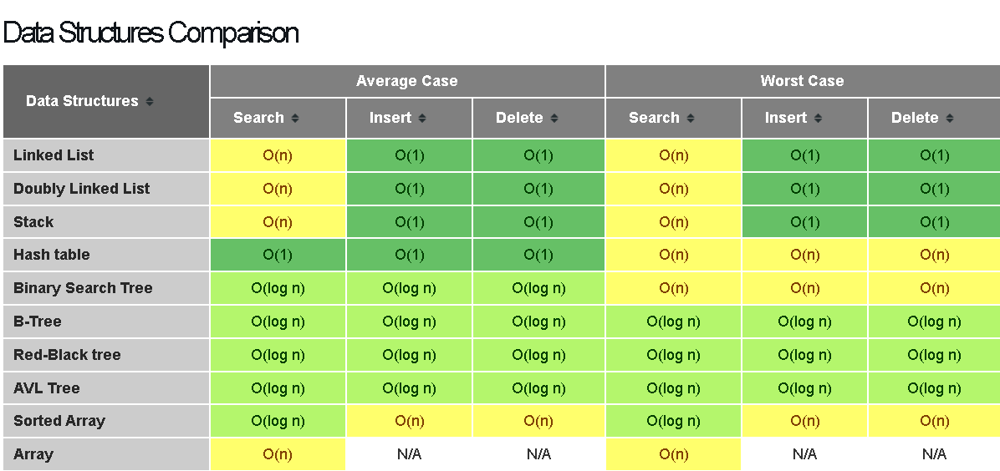 Data Structures Comparison
Data Structures Average Case Worst Case
Search Insert Delete Search Insert Delete
Linked List O(n) O(1) O(1) O(n) O(1) O(1)
Doubly Linked List O(n) O(1) O(1) O(n) O(1) O(1)
Stack O(n) O(1) O(1) O(n) O(1) O(1)
Hash table O(1) O(1) O(1) O(n) O(n) O(n)
Binary Search Tree O(log n) O(log n) O(log n) O(n) O(n) O(n)
B-Tree O(log n) O(log n) O(log n) O(log n) O(log n) O(log n)
Red-Black tree O(log n) O(log n) O(log n) O(log n) O(log n) O(log n)
AVL Tree O(log n) O(log n) O(log n) O(log n) O(log n) O(log n)
Sorted Array O(log n) O(n) O(n) O(log n) O(n) O(n)
Array O(n) N/A N/A O(n) N/A N/A